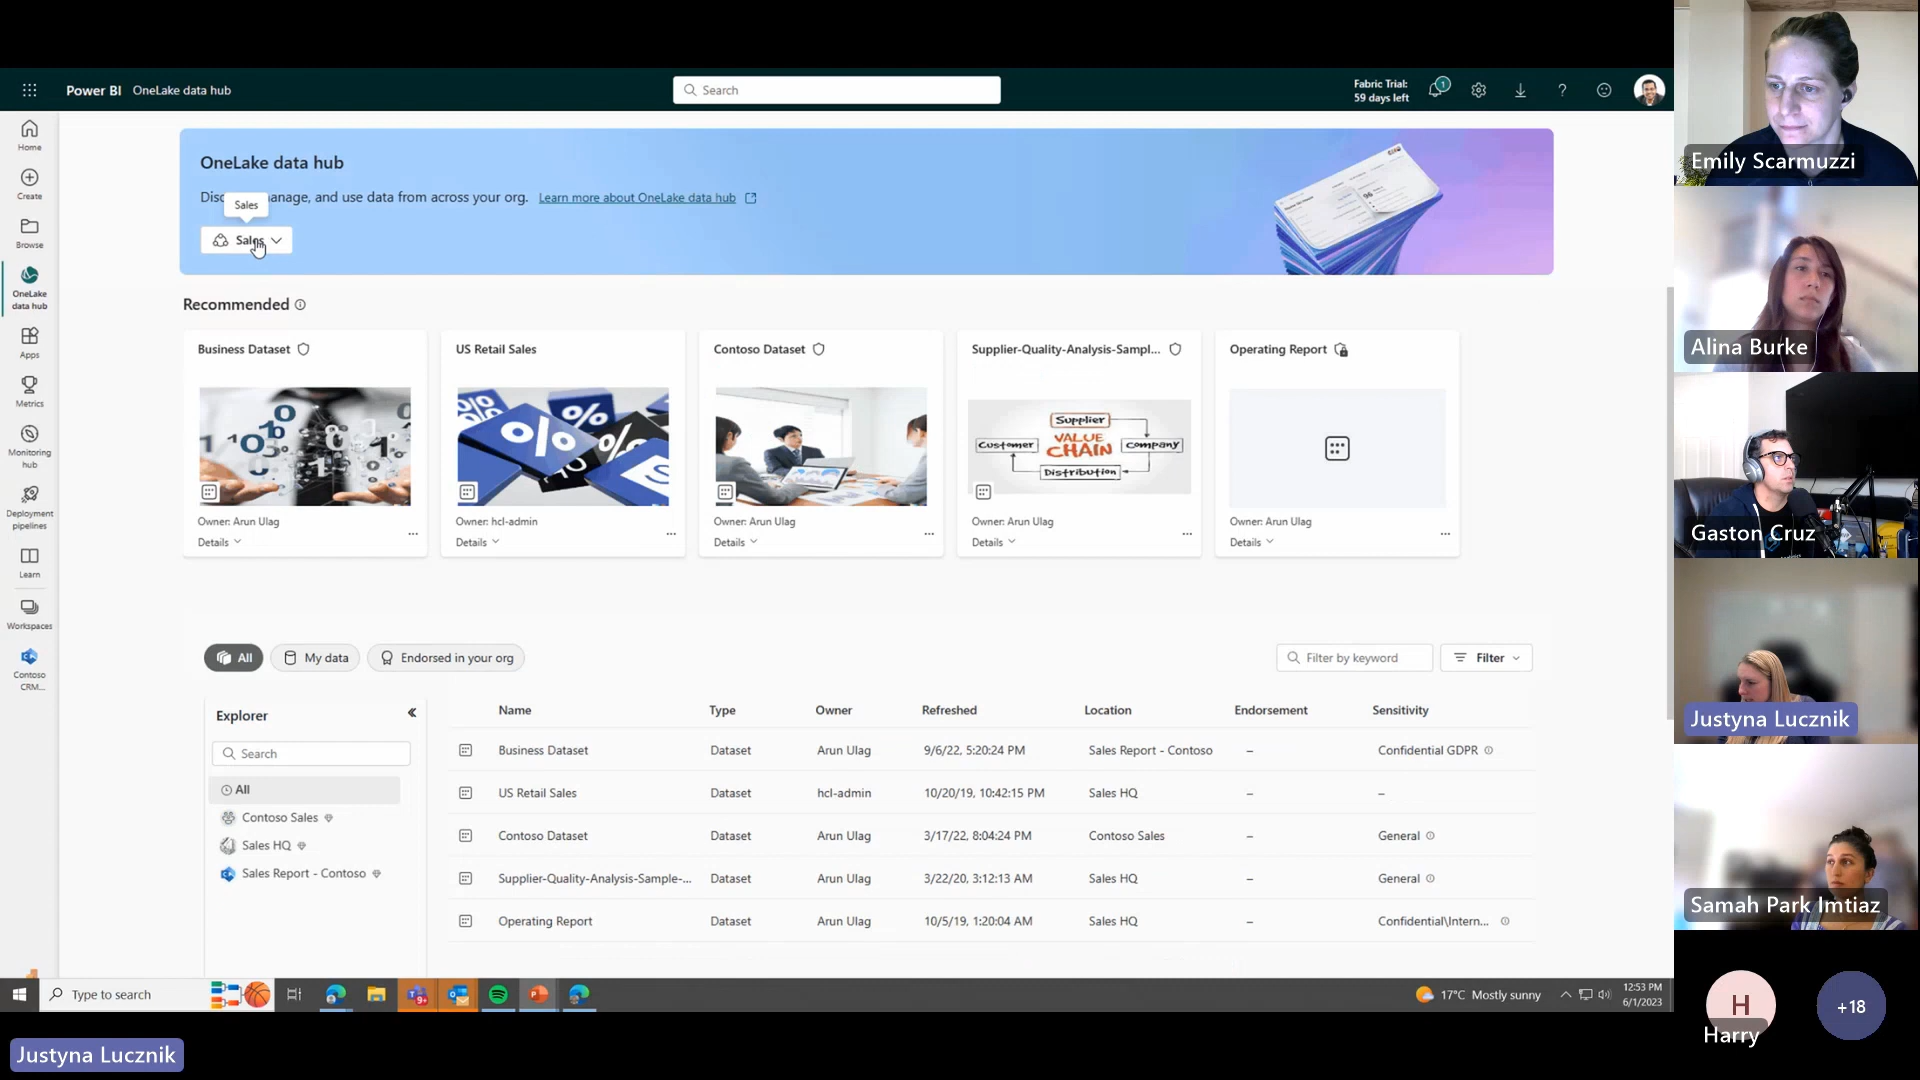 Power BI OneLake data hub
Search
Fabric Trial:
59 days left
1
Home
Create
Browse
OneLake
data hub
Apps
Metrics
Monitoring
hub
Deployment
pipelines
Learn
Workspaces
Contoso
CRM...
OneLake data hub
Disc anage, and use data from across your org. Learn more about OneLake data hub
Sales
Sales
Recommended
Business Dataset
US Retail Sales
Contoso Dataset
Supplier-Quality-Analysis-Sampl...
Operating Report
Supplier
Customer
VALUE
CHAIN
Company
Distribution
Owner: Arun Ulag
Details
Owner: hcl-admin
Details
Owner: Arun Ulag
Details
Owner: Arun Ulag
Details
Owner: Arun Ulag
Details
All
My data
Endorsed in your org
Filter by keyword
Filter
Explorer
Search
All
Contoso Sales
Sales HQ
Sales Report - Contoso
Name Type Owner Refreshed Location Endorsement Sensitivity
Business Dataset Dataset Arun Ulag 9/6/22, 5:20:24 PM Sales Report - Contoso – Confidential GDPR
US Retail Sales Dataset hcl-admin 10/20/19, 10:42:15 PM Sales HQ – –
Contoso Dataset Dataset Arun Ulag 3/17/22, 8:04:24 PM Contoso Sales – General
Supplier-Quality-Analysis-Sample-... Dataset Arun Ulag 3/22/20, 3:12:13 AM Sales HQ – General
Operating Report Dataset Arun Ulag 10/5/19, 1:20:04 AM Sales HQ – Confidential\Intern...
Type to search
9+
17°C Mostly sunny
12:53 PM
6/1/2023
Emily Scarmuzzi
Alina Burke
Gaston Cruz
Justyna Lucznik
Samah Park Imtiaz
H
Harry
+18
Justyna Lucznik